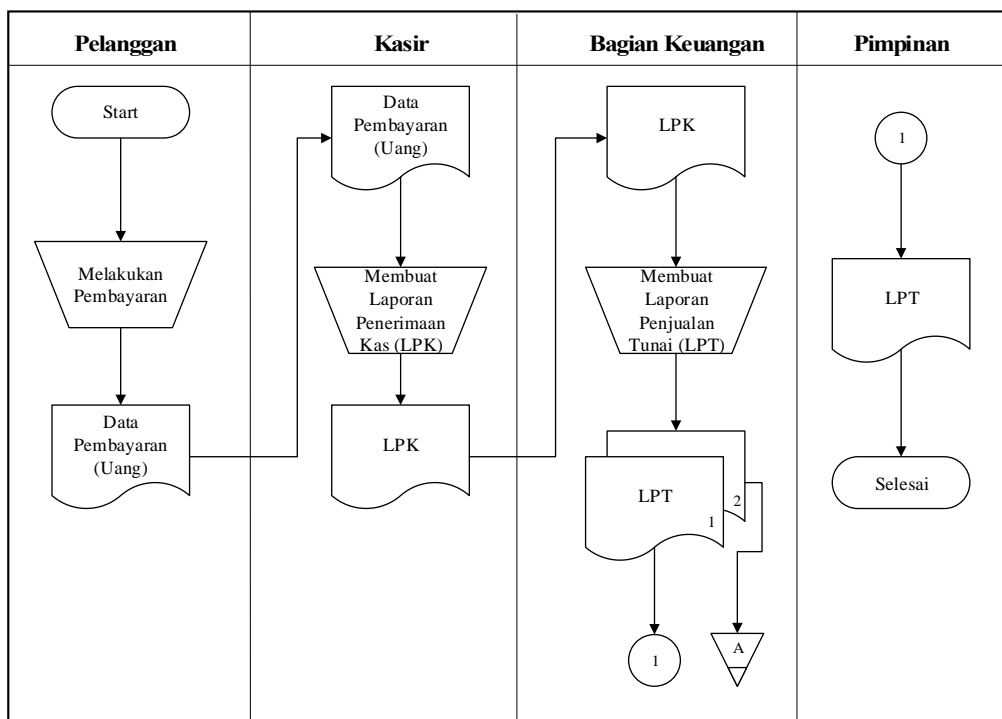 Pelanggan
Kasir
Bagian Keuangan
Pimpinan
Start
Melakukan
Pembayaran
Data
Pembayaran
(Uang)
Data
Pembayaran
(Uang)
Membuat
Laporan
Penerimaan
Kas (LPK)
LPK
LPK
Membuat
Laporan
Penjualan
Tunai (LPT)
LPT
1
2
1
A
1
LPT
Selesai